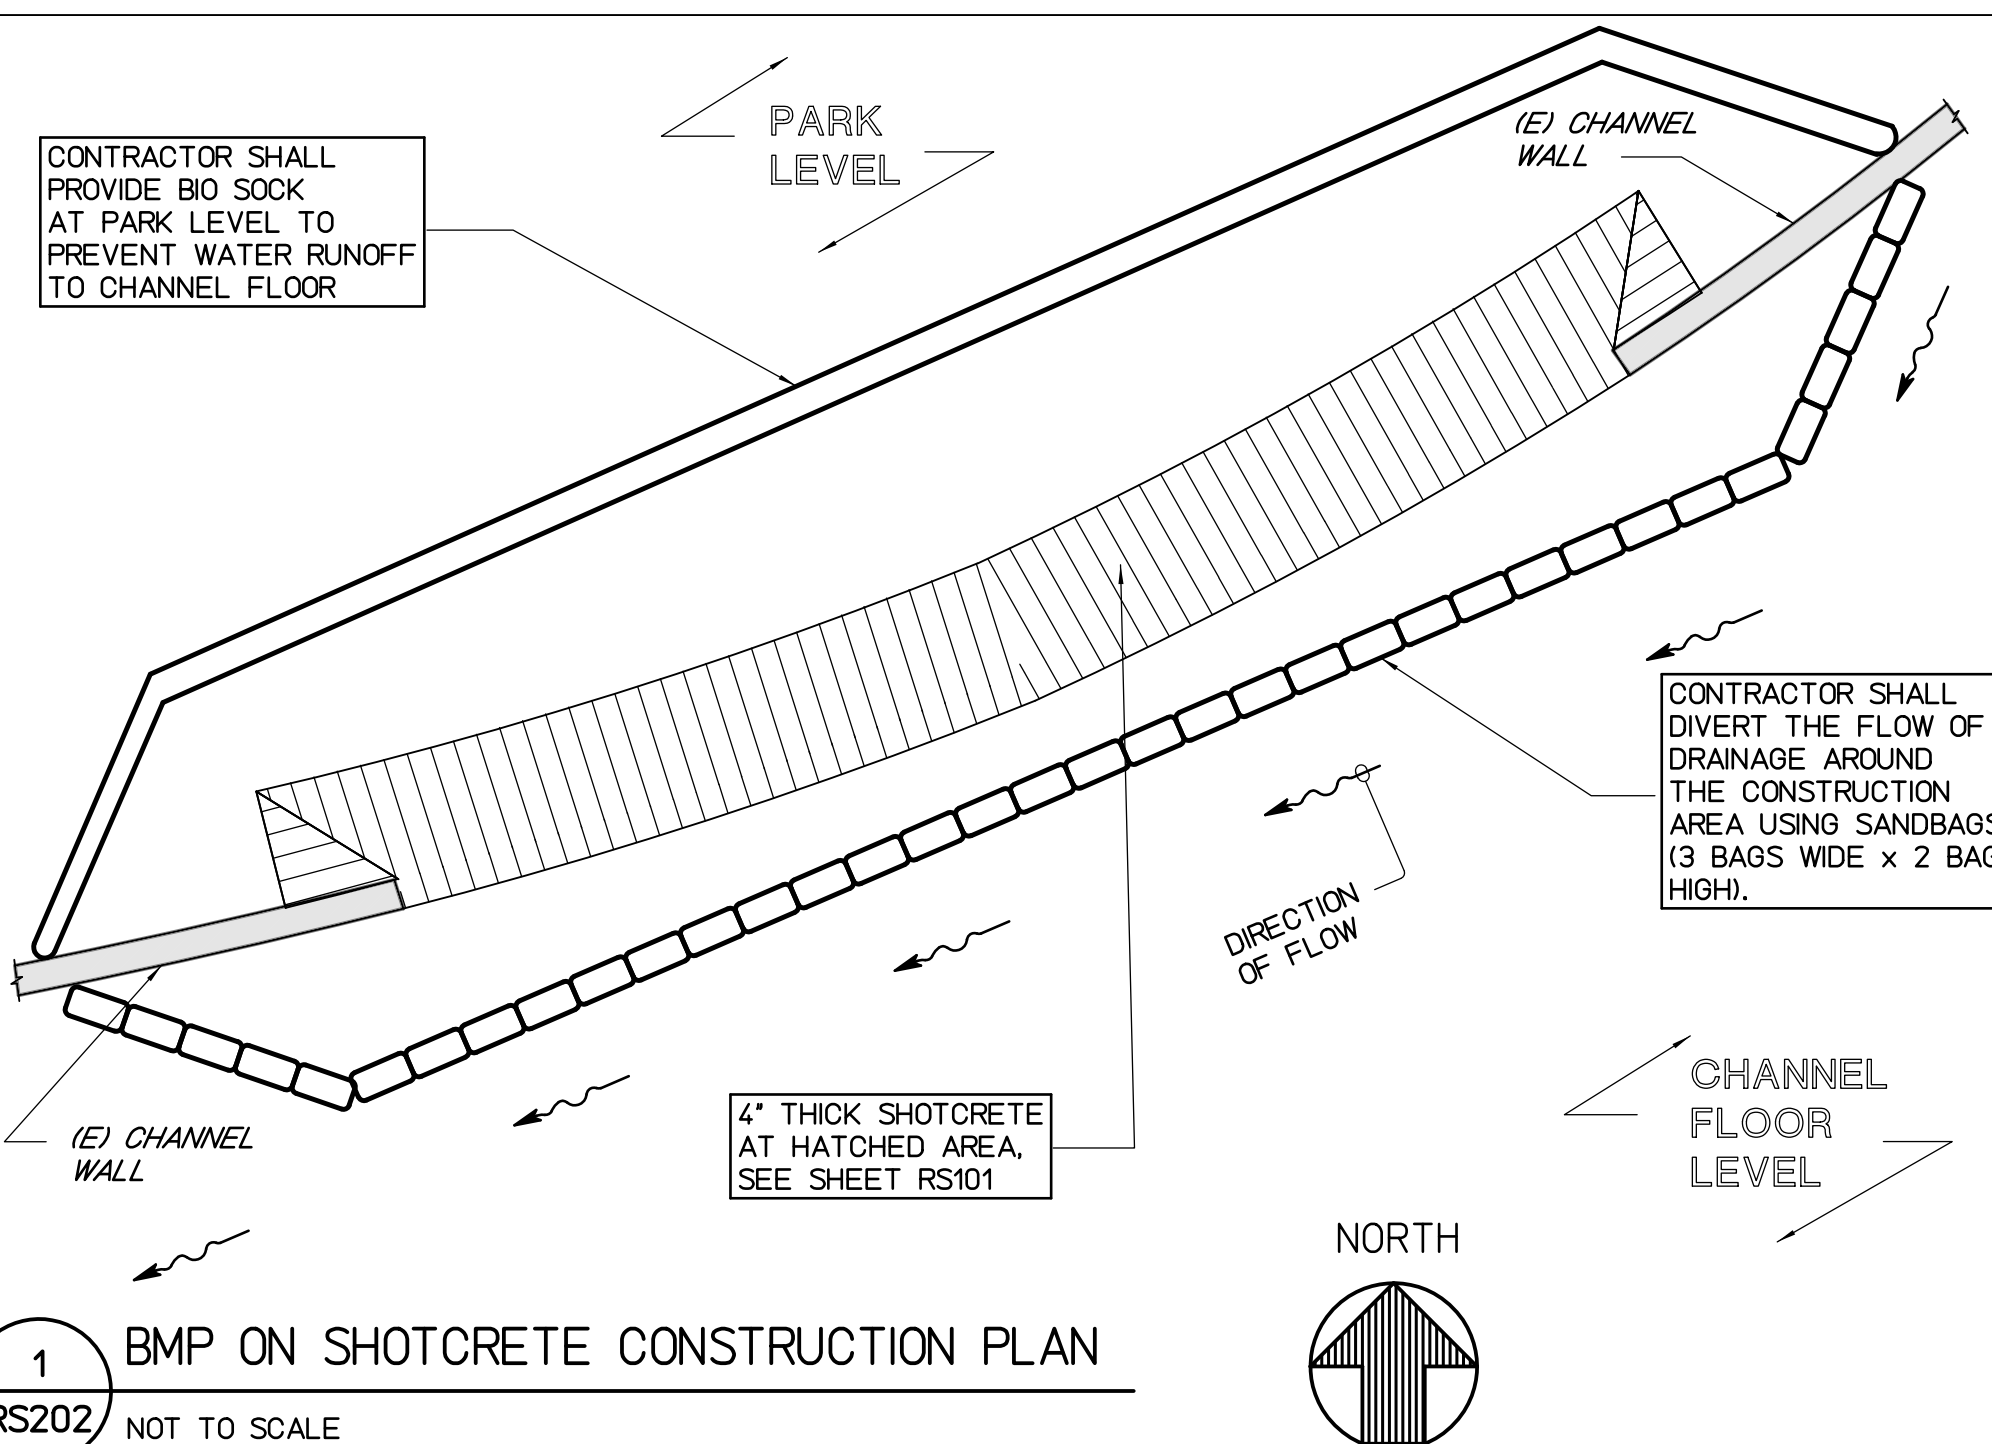 PARK
LEVEL
(E) CHANNEL
WALL
CONTRACTOR SHALL
PROVIDE BIO SOCK
AT PARK LEVEL TO
PREVENT WATER RUNOFF
TO CHANNEL FLOOR
CONTRACTOR SHALL
DIVERT THE FLOW OF
DRAINAGE AROUND
THE CONSTRUCTION
AREA USING SANDBAGS
(3 BAGS WIDE x 2 BAG
HIGH).
DIRECTION
OF FLOW
CHANNEL
FLOOR
LEVEL
4" THICK SHOTCRETE
AT HATCHED AREA,
SEE SHEET RS101
(E) CHANNEL
WALL
NORTH
1
RS202
BMP ON SHOTCRETE CONSTRUCTION PLAN
NOT TO SCALE